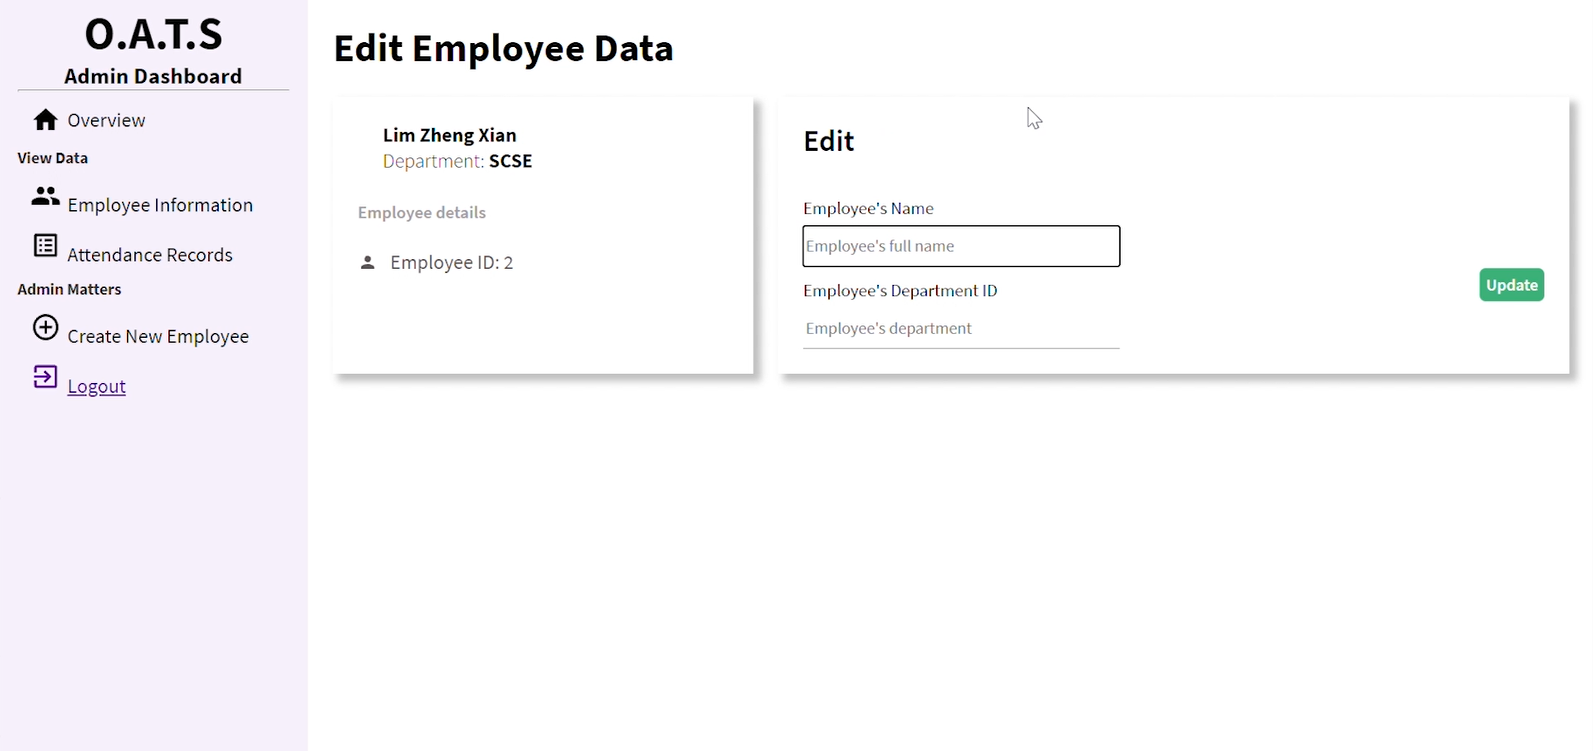 O.A.T.S
Admin Dashboard
Overview
View Data
Employee Information
Attendance Records
Admin Matters
Create New Employee
Logout
Edit Employee Data
Lim Zheng Xian
Department: SCSE
Employee details
Employee ID: 2
Edit
Employee's Name
Employee's full name
Employee's Department ID
Employee's department
Update